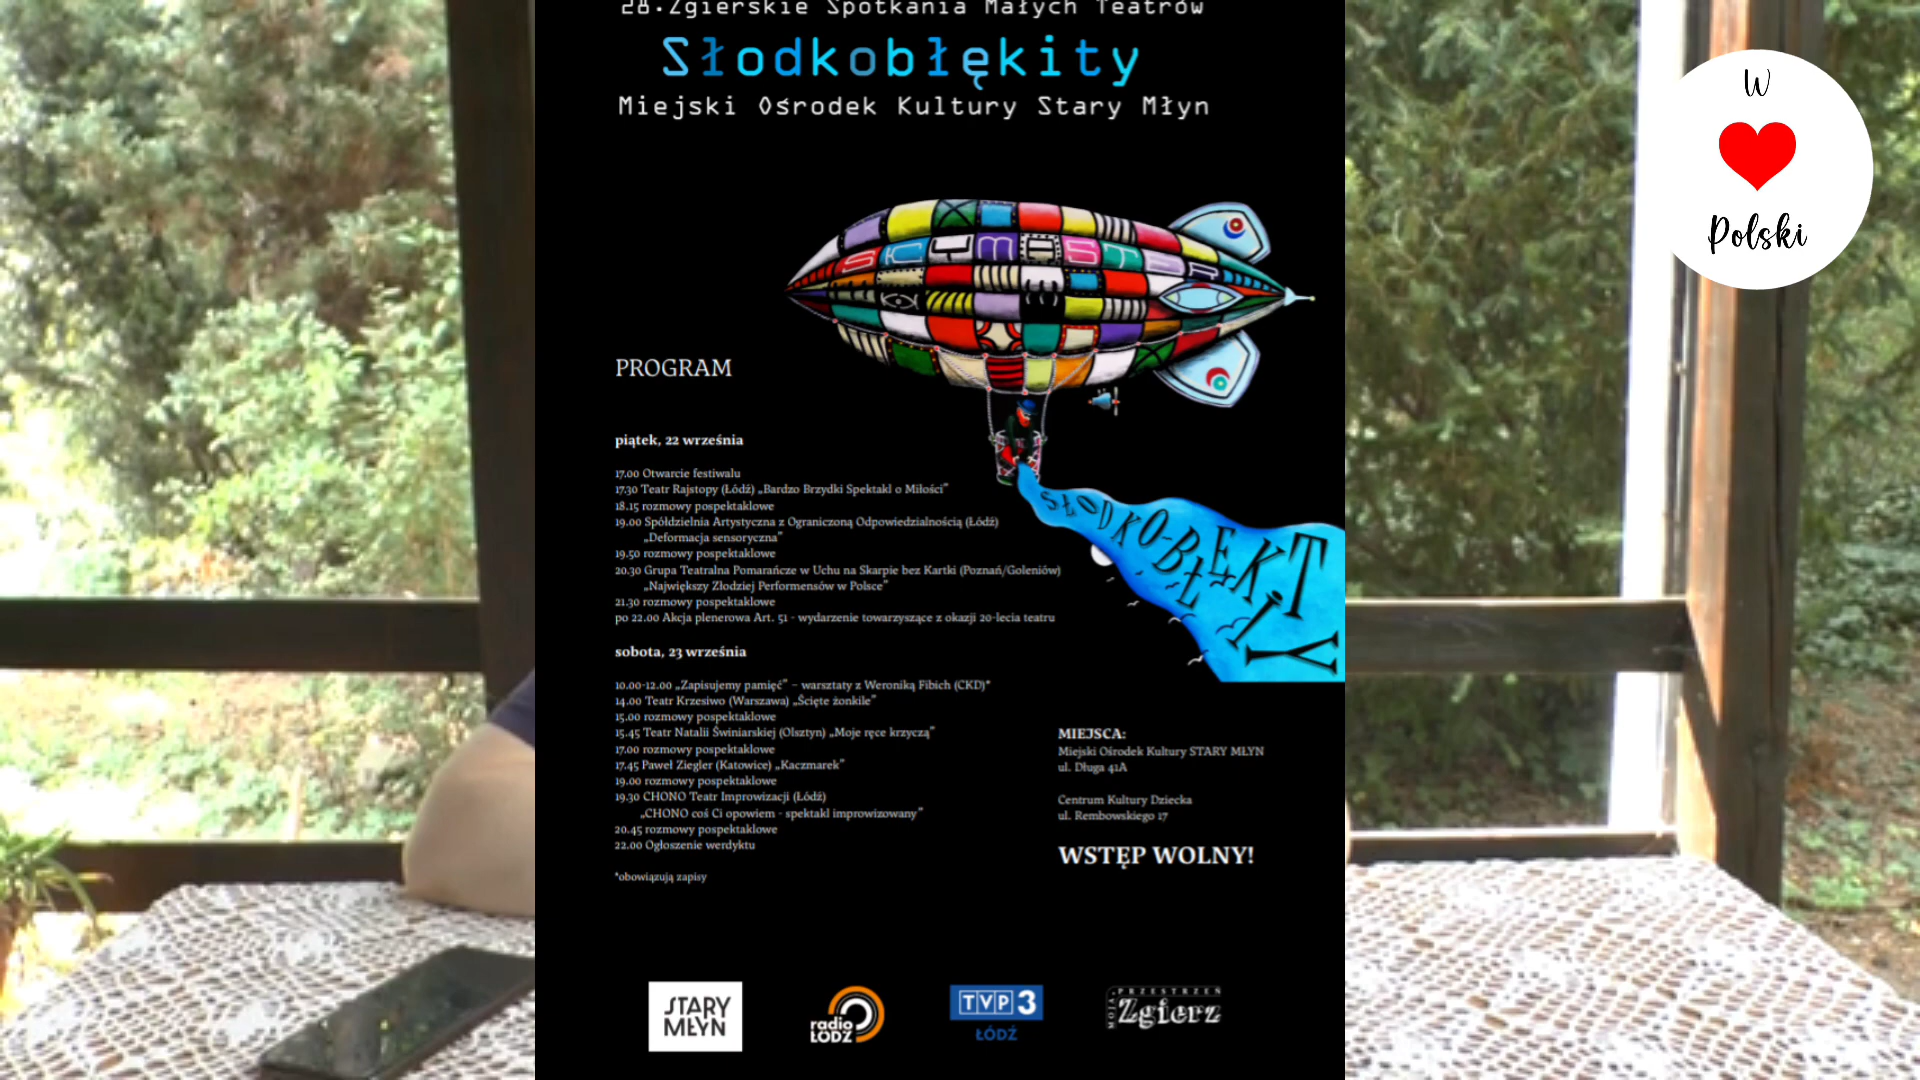 28.Zgierskie Spotkania Małych Teatrów
Słodkobłękity
Miejski Ośrodek Kultury Stary Młyn
W
Polski
SŁODKO-BŁĘKITY
PROGRAM
piątek, 22 września
17.00 Otwarcie festiwalu
17.30 Teatr Rajstopy (Łódź) „Bardzo Brzydki Spektakl o Miłości”
18.15 rozmowy pospektaklowe
19.00 Spółdzielnia Artystyczna z Ograniczoną Odpowiedzialnością (Łódź)
„Deformacja sensoryczna”
19.50 rozmowy pospektaklowe
20.30 Grupa Teatralna Pomarańcze w Uchu na Skarpie bez Kartki (Poznań/Goleniów)
„Największy Złodziej Performensów w Polsce”
21.30 rozmowy pospektaklowe
po 22.00 Akcja plenerowa Art. 51 - wydarzenie towarzyszące z okazji 20-lecia teatru
sobota, 23 września
10.00-12.00 „Zapisujemy pamięć” – warsztaty z Weroniką Fibich (CKD)*
14.00 Teatr Krzesiwo (Warszawa) „Ścięte żonkile”
15.00 rozmowy pospektaklowe
15.45 Teatr Natalii Świniarskiej (Olsztyn) „Moje ręce krzyczą”
17.00 rozmowy pospektaklowe
17.45 Paweł Ziegler (Katowice) „Kaczmarek”
19.00 rozmowy pospektaklowe
19.30 CHONO Teatr Improwizacji (Łódź)
„CHONO coś Ci opowiem - spektakl improwizowany”
20.45 rozmowy pospektaklowe
22.00 Ogłoszenie werdyktu
*obowiązują zapisy
MIEJSCA:
Miejski Ośrodek Kultury STARY MŁYN
ul. Długa 41A
Centrum Kultury Dziecka
ul. Rembowskiego 17
WSTĘP WOLNY!
STARY
MŁYN
radio
ŁÓDŹ
TVP3
ŁÓDŹ
MOJA PRZESTRZEŃ
Zgierz